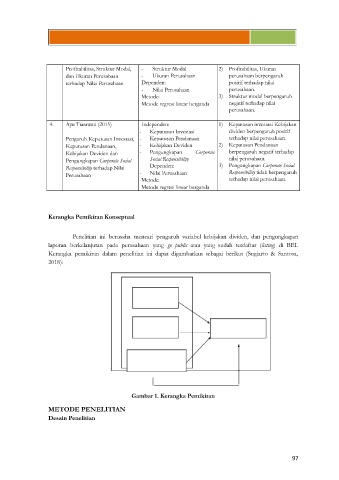 Profitabilitas, Struktur Modal,
dan Ukuran Perusahaan
terhadap Nilai Perusahaan
- Struktur Modal
- Ukuran Perusahaan
Dependen:
- Nilai Perusahaan
Metode:
Metode regresi linear berganda
2) Profitabilitas, Ukuran
perusahaan berpengaruh
positif terhadap nilai
perusahaan.
3) Struktur modal berpengaruh
negatif terhadap nilai
perusahaan.
4.
Ayu Tiasrini (2015)
Pengaruh Keputusan Investasi,
Keputusan Pendanaan,
Kebijakan Deviden dan
Pengungkapan Corporate Social
Responsibility terhadap Nilai
Perusahaan
Independen:
- Keputusan Investasi
- Keputusan Pendanaan
- Kebijakan Deviden
- Pengungkapan Corporate
Social Responsibility
Dependen:
- Nilai Perusahaan
Metode:
Metode regresi linear berganda
1) Keputusan investasi Kebijakan
dividen berpengaruh positif
terhadap nilai perusahaan.
2) Keputusan Pendanaan
berpengaruh negatif terhadap
nilai perusahaan
3) Pengungkapan Corporate Social
Responsibility tidak berpengaruh
terhadap nilai perusahaan.
Kerangka Pemikiran Konseptual
Penelitian ini berusaha mencari pengaruh variabel kebijakan dividen, dan pengungkapan
laporan berkelanjutan pada perusahaan yang go public atau yang sudah terdaftar (listing) di BEI.
Kerangka pemikiran dalam penelitian ini dapat digambarkan sebagai berikut (Sugiarto & Santosa,
2018):
Gambar 1. Kerangka Pemikiran
METODE PENELITIAN
Desain Penelitian
97